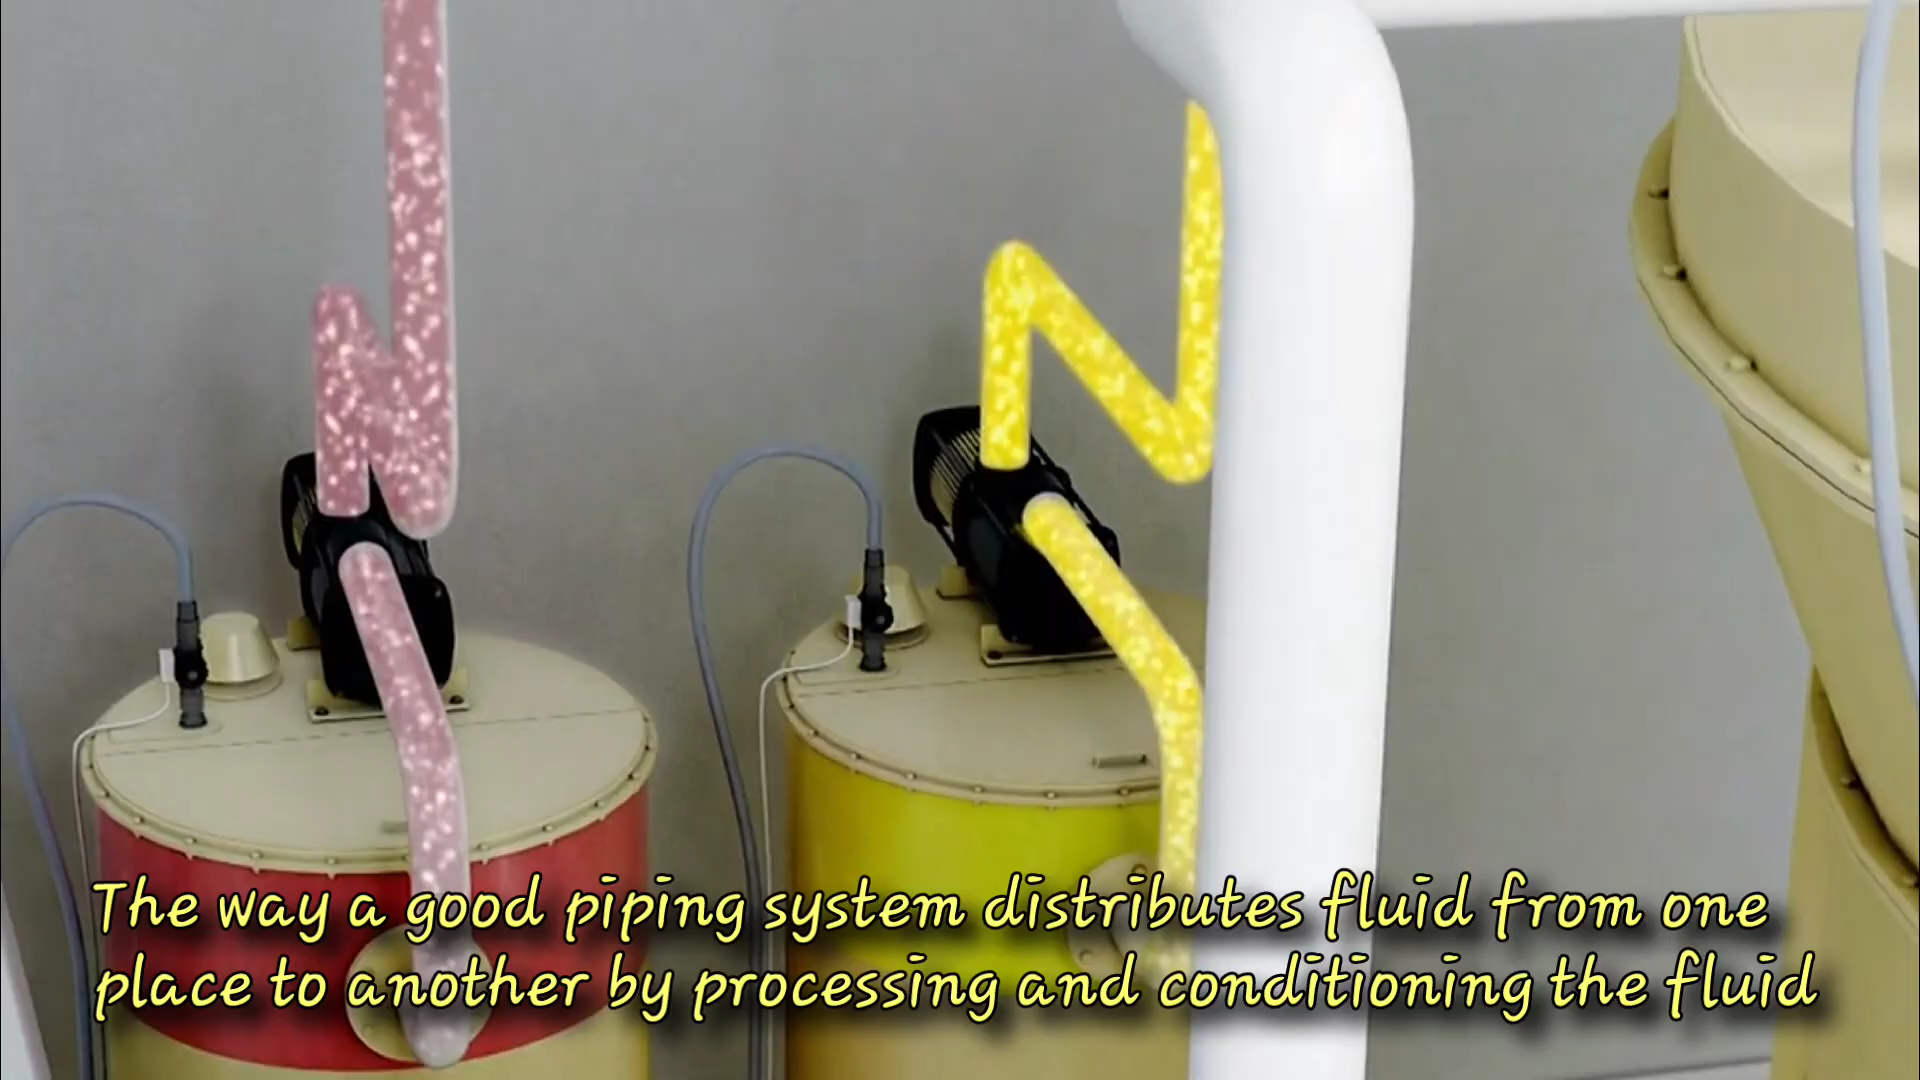 The way a good piping system distributes fluid from one
place to another by processing and conditioning the fluid